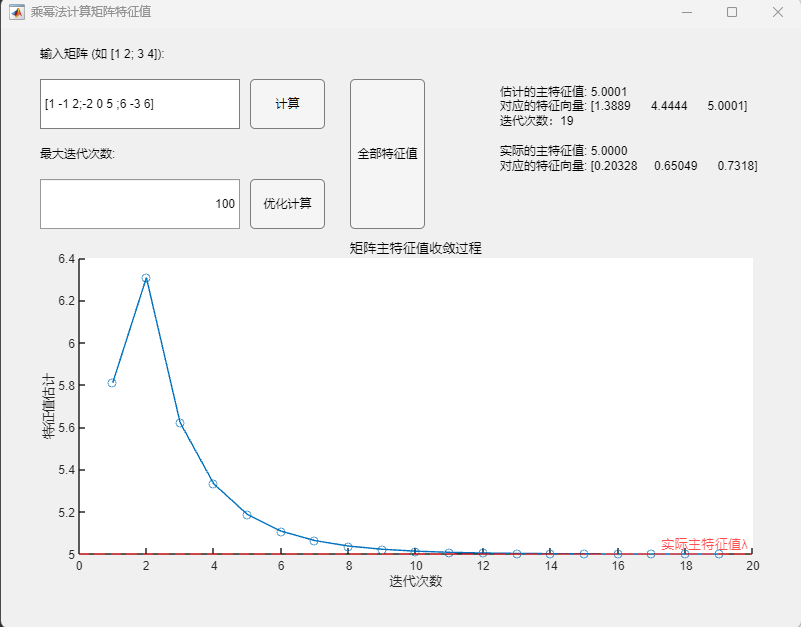 乘幂法计算矩阵特征值
输入矩阵 (如 [1 2; 3 4]):
[1 -1 2;-2 0 5 ;6 -3 6]
计算
最大迭代次数:
100
优化计算
全部特征值
估计的主特征值: 5.0001
对应的特征向量: [1.3889 4.4444 5.0001]
迭代次数: 19
实际的主特征值: 5.0000
对应的特征向量: [0.20328 0.65049 0.7318]
矩阵主特征值收敛过程
特征值估计
6.4
6.2
6
5.8
5.6
5.4
5.2
5
实际主特征值λ
0 2 4 6 8 10 12 14 16 18 20
迭代次数